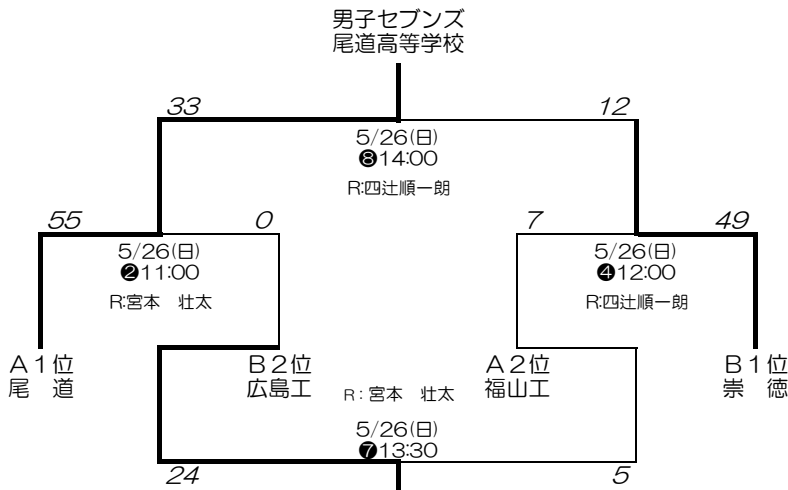 男子セブンズ
尾道高等学校
33 12
5/26(日)
❽14:00
R:四辻順一朗
55 0 7 49
5/26(日) 5/26(日)
❷11:00 ❹12:00
R:宮本 壮太 R:四辻順一朗
A1位 B2位 A2位 B1位
尾 道 広島工 福山工 崇 徳
R:宮本 壮太
5/26(日)
❼13:30
24 5